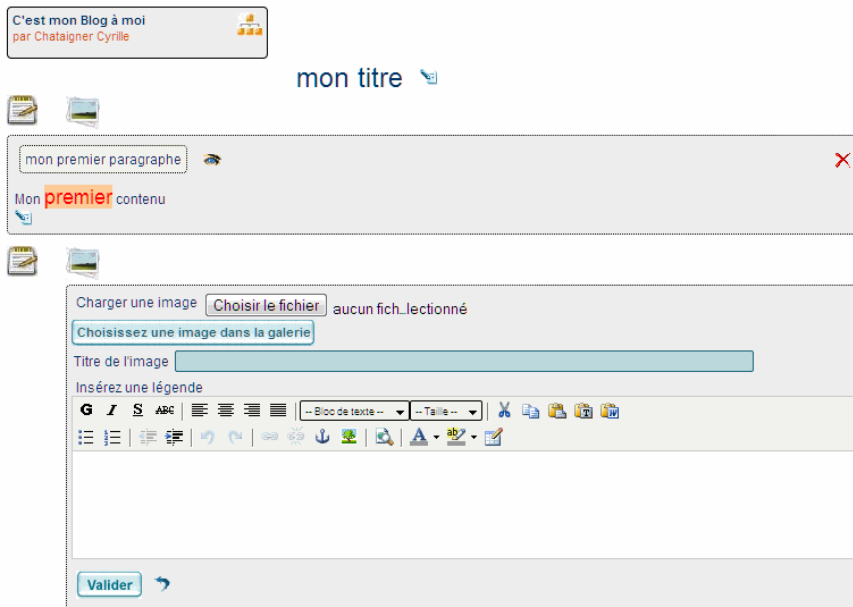 C'est mon Blog à moi
par Chataigner Cyrille
mon titre
mon premier paragraphe
Mon premier contenu
Charger une image Choisir le fichier aucun fich...lectionné
Choisissez une image dans la galerie
Titre de l'image
Insérez une légende
G I S ABC -- Bloc de texte -- -- Taille --
A ab
Valider